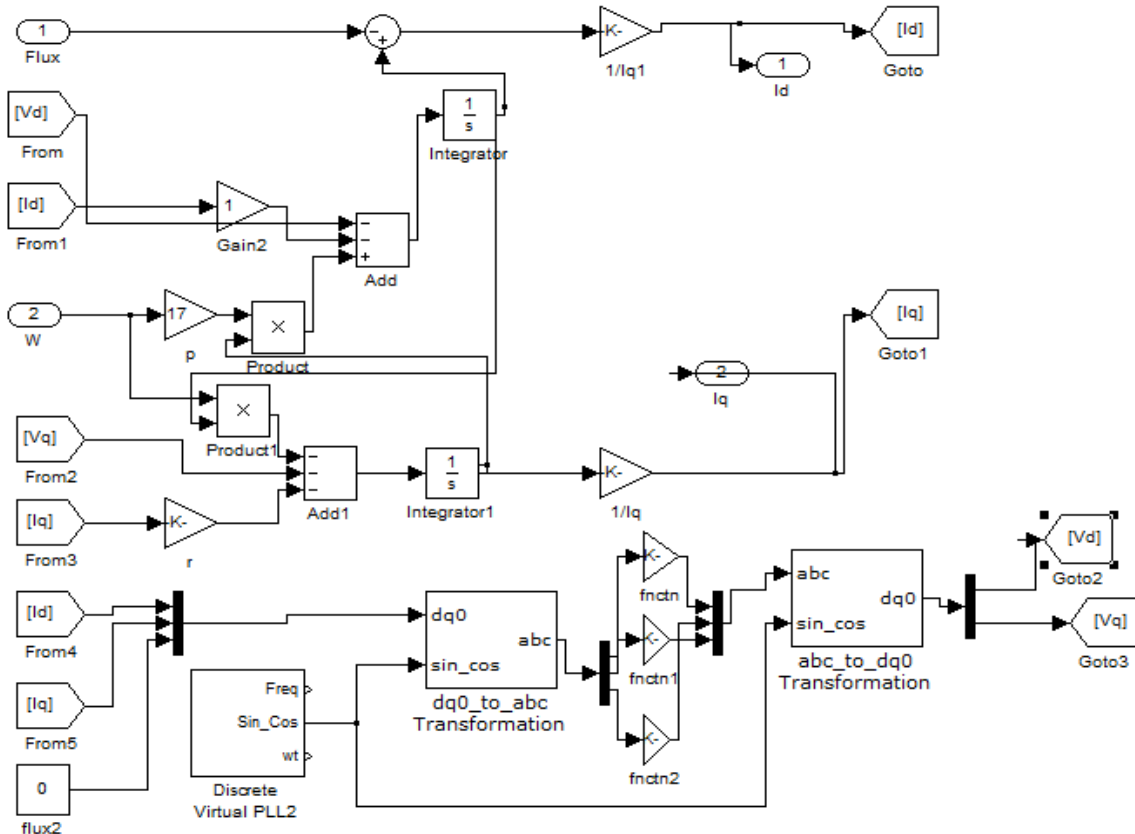 1
Flux
−
+
K-
1/Iq1
[Id]
Goto
1
Id
[Vd]
From
1
s
Integrator
[Id]
From1
1
Gain2
−
−
+
Add
2
W
17
p
×
Product
[Iq]
Goto1
2
Iq
×
Product1
[Vq]
From2
−
−
−
Add1
1
s
Integrator1
K-
1/Iq
[Iq]
From3
K-
r
[Id]
From4
dq0
sin_cos
abc
dq0_to_abc
Transformation
K-
fnctn
K-
fnctn1
K-
fnctn2
abc
sin_cos
dq0
abc_to_dq0
Transformation
[Vd]
Goto2
[Vq]
Goto3
[Iq]
From5
Freq
Sin_Cos
wt
Discrete
Virtual PLL2
0
flux2